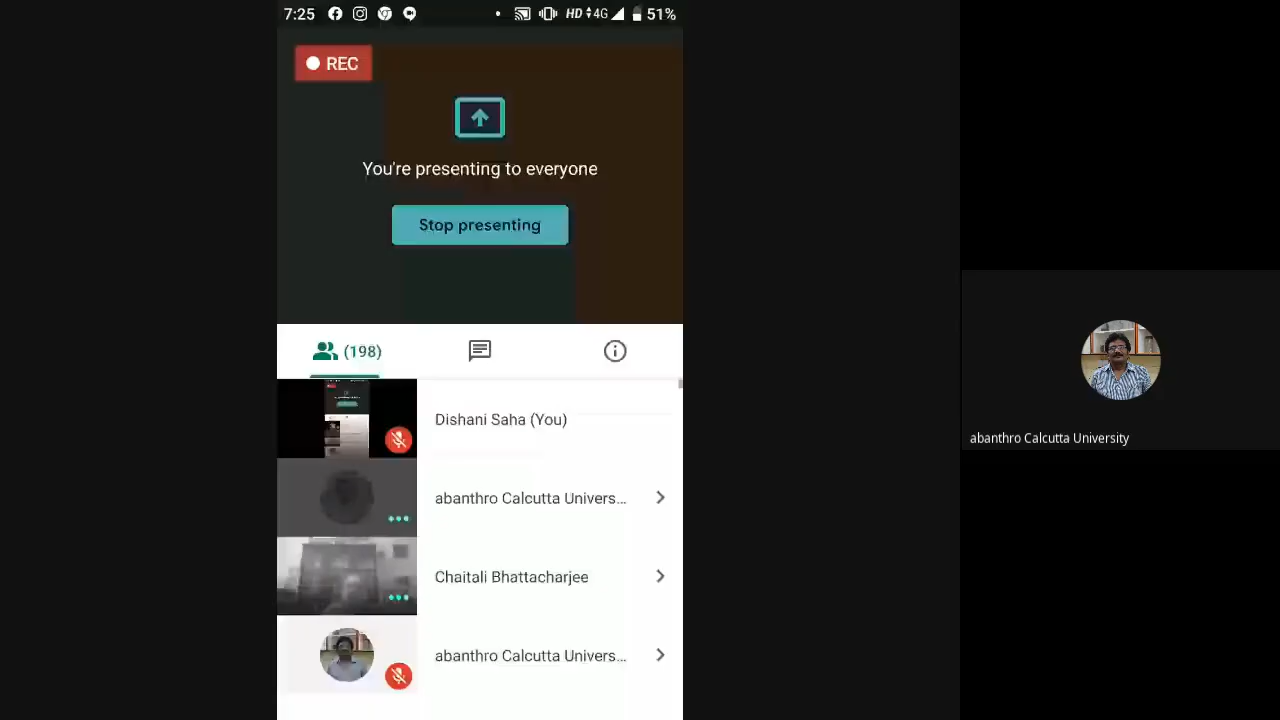 7:25 HD 4G 51%
REC
You're presenting to everyone
Stop presenting
(198)
Dishani Saha (You)
abanthro Calcutta Univers...
Chaitali Bhattacharjee
abanthro Calcutta Univers...
abanthro Calcutta University